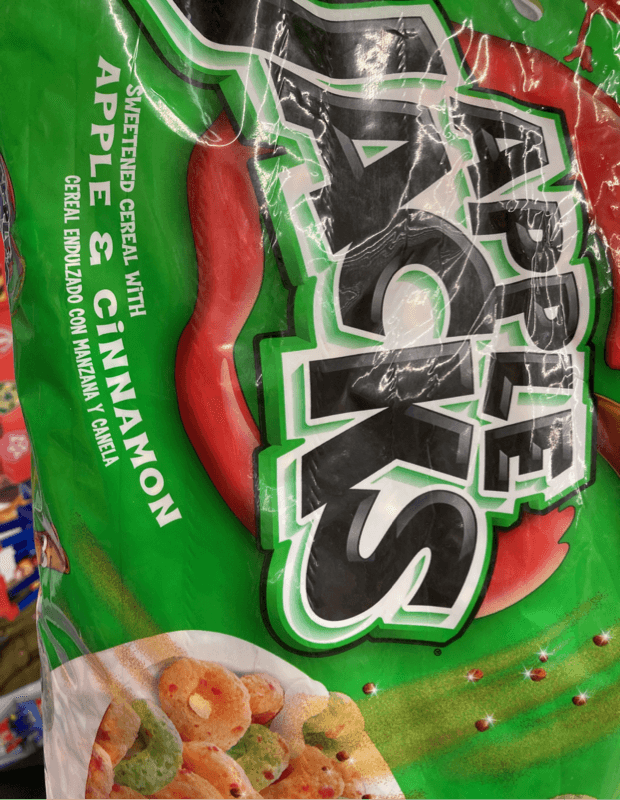 APPLE
JACKS
SWEETENED CEREAL WiTH
APPLE & CiNNAMON
CEREAL ENDULZADO CON MANZANA Y CANELA